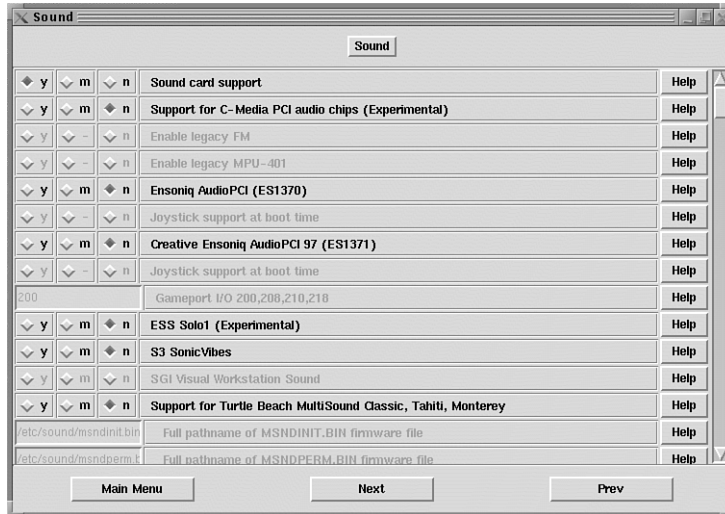 Sound
Sound
y m n Sound card support Help
y m n Support for C-Media PCI audio chips (Experimental) Help
y - n Enable legacy FM Help
y - n Enable legacy MPU-401 Help
y m n Ensoniq AudioPCI (ES1370) Help
y - n Joystick support at boot time Help
y m n Creative Ensoniq AudioPCI 97 (ES1371) Help
y - n Joystick support at boot time Help
200 Gameport I/O 200,208,210,218 Help
y m n ESS Solo1 (Experimental) Help
y m n S3 SonicVibes Help
y m n SGI Visual Workstation Sound Help
y m n Support for Turtle Beach MultiSound Classic, Tahiti, Monterey Help
/etc/sound/msndinit.bin Full pathname of MSNDINIT.BIN firmware file Help
/etc/sound/msndperm.b Full pathname of MSNDPERM.BIN firmware file Help
Main Menu Next Prev